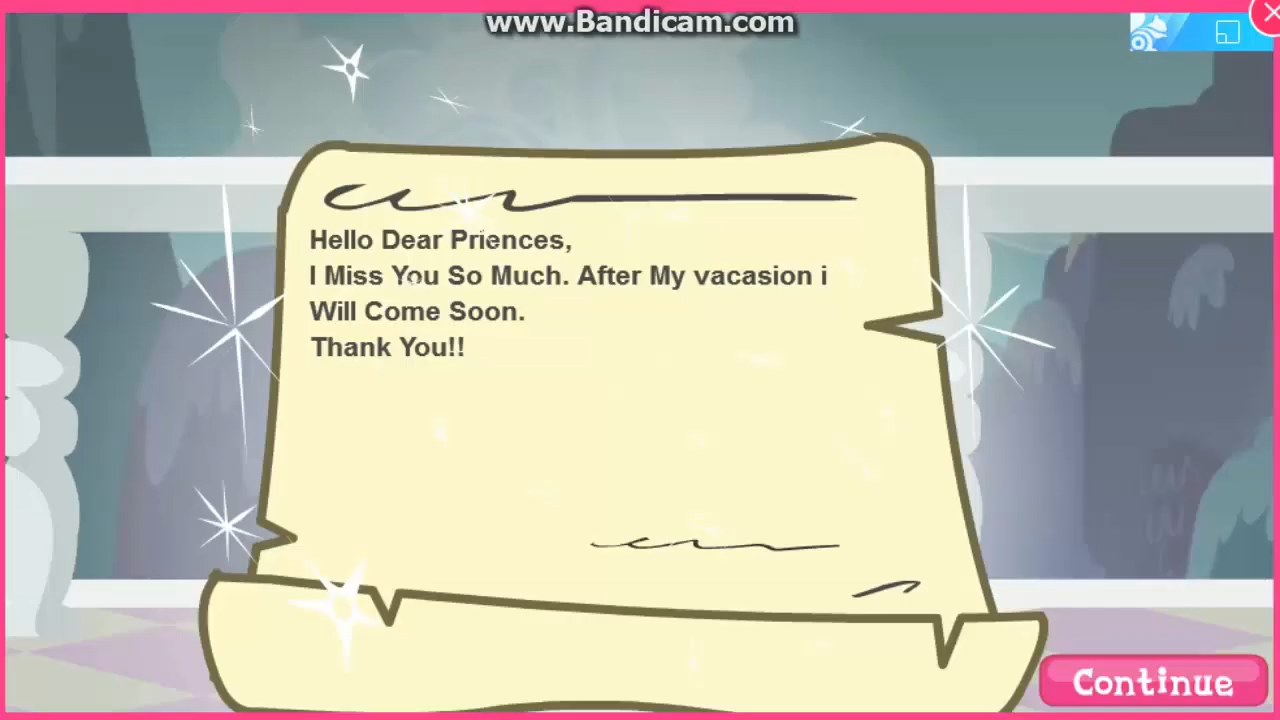 www.Bandicam.com
Hello Dear Priences,
I Miss You So Much. After My vacasion i
Will Come Soon.
Thank You!!
Continue